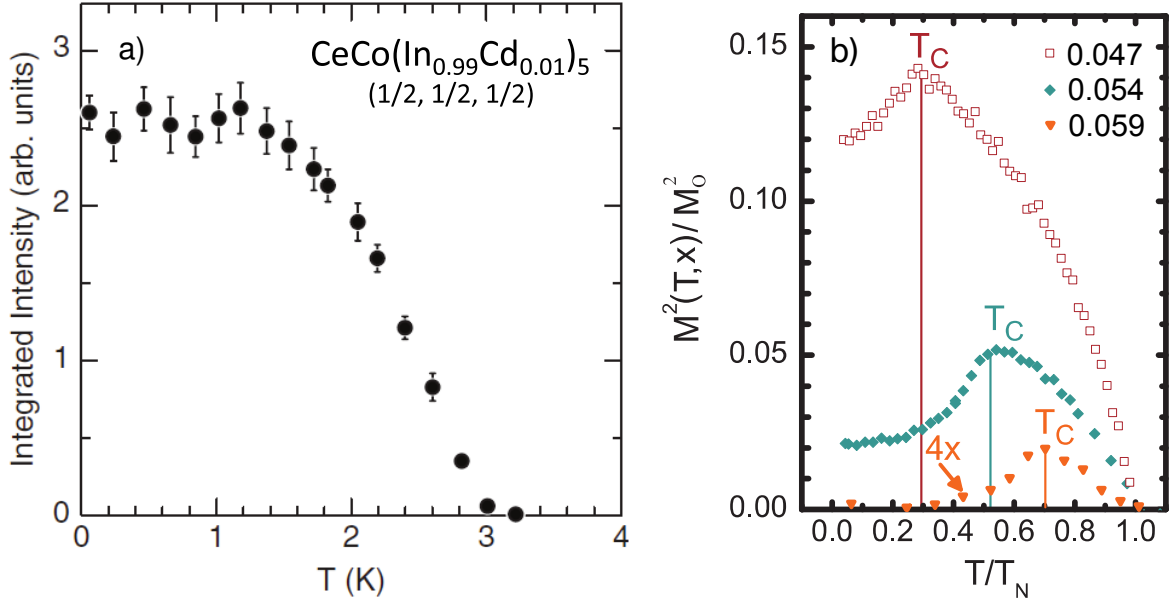 a)
CeCo(In0.99Cd0.01)5
(1/2, 1/2, 1/2)
Integrated Intensity (arb. units)
3
2
1
0
0 1 2 3 4
T (K)
b)
TC
0.047
0.054
0.059
TC
TC
4x
M²(T,x)/M₀²
0.15
0.10
0.05
0.00
0.0 0.2 0.4 0.6 0.8 1.0
T/TN